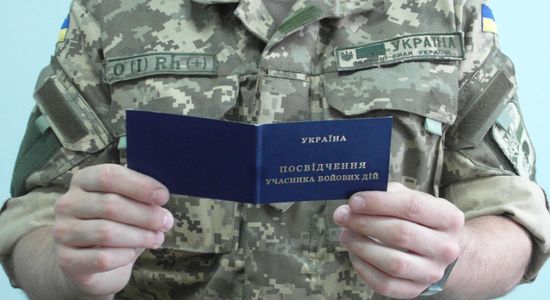 O (I) Rh (+)
УКРАЇНА
УКРАЇНА
ПОСВІДЧЕННЯ
УЧАСНИКА БОЙОВИХ ДІЙ